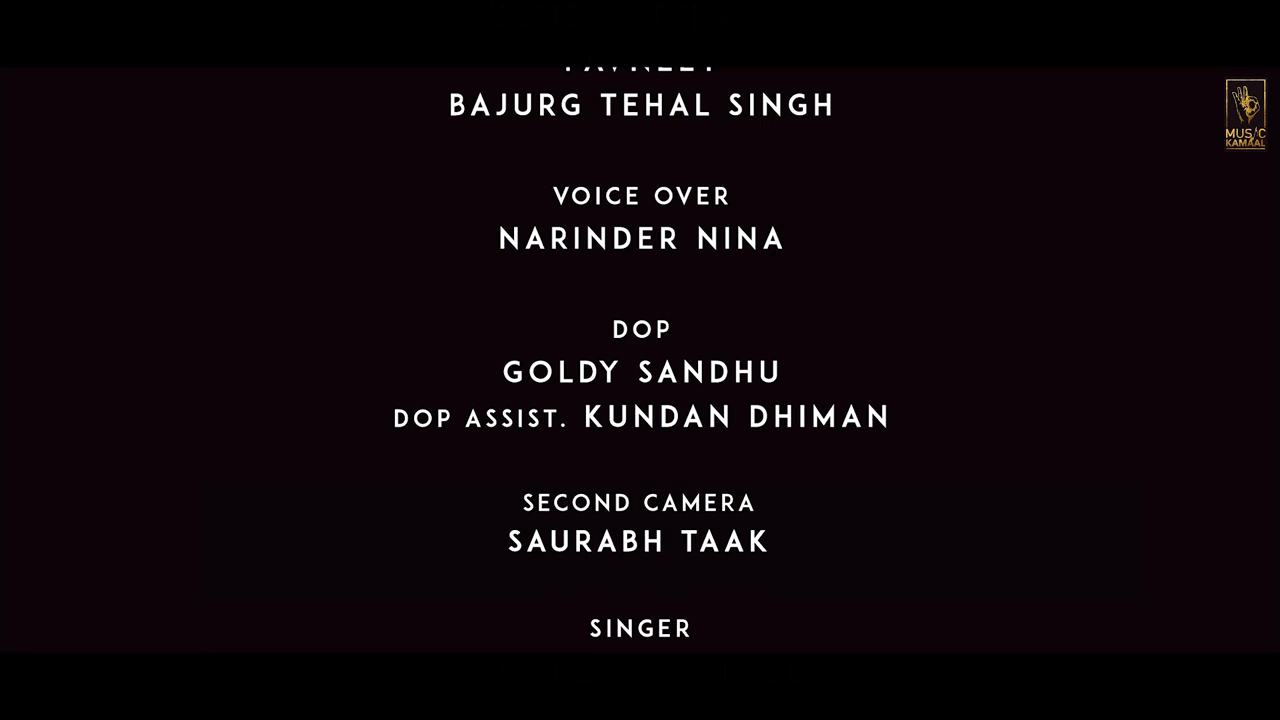 BAJURG TEHAL SINGH
MUSIC
KAMAAL
VOICE OVER
NARINDER NINA
DOP
GOLDY SANDHU
DOP ASSIST. KUNDAN DHIMAN
SECOND CAMERA
SAURABH TAAK
SINGER